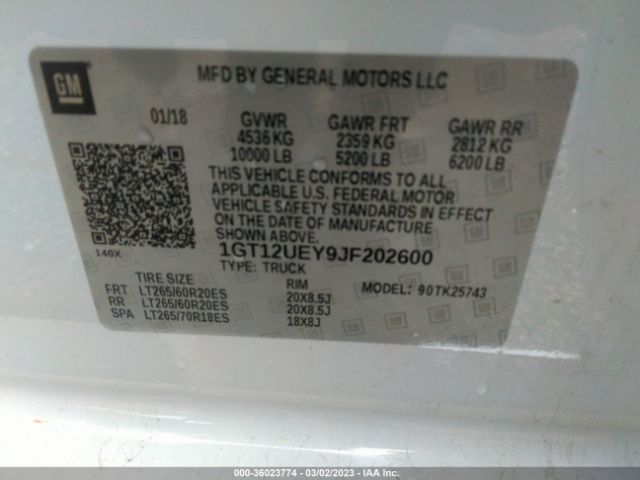 GM
MFD BY GENERAL MOTORS LLC
01/18 GVWR GAWR FRT GAWR RR
4536 KG 2359 KG 2812 KG
10000 LB 5200 LB 6200 LB
THIS VEHICLE CONFORMS TO ALL
APPLICABLE U.S. FEDERAL MOTOR
VEHICLE SAFETY STANDARDS IN EFFECT
ON THE DATE OF MANUFACTURE
SHOWN ABOVE.
140X 1GT12UEY9JF202600
TYPE: TRUCK
TIRE SIZE RIM MODEL: 90TK25743
FRT LT265/60R20ES 20X8.5J
RR LT265/60R20ES 20X8.5J
SPA LT265/70R18ES 18X8J
000-36023774 — 03/02/2023 — IAA Inc.